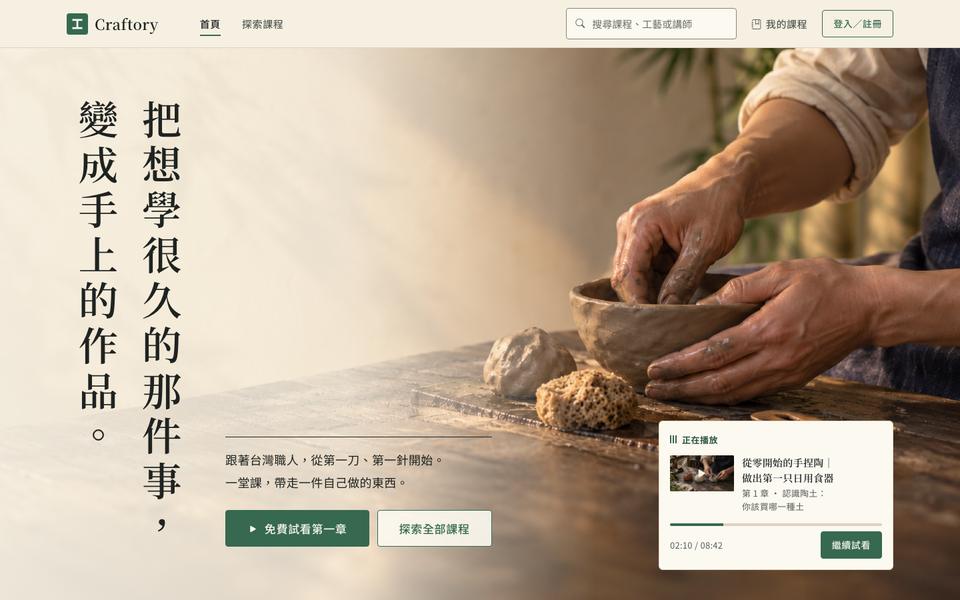 工 Craftory
首頁
探索課程
搜尋課程、工藝或講師
我的課程
登入／註冊
把想學很久的那件事，
變成手上的作品。
跟著台灣職人，從第一刀、第一針開始。
一堂課，帶走一件自己做的東西。
免費試看第一章
探索全部課程
正在播放
從零開始的手捏陶｜
做出第一只日用食器
第 1 章・認識陶土：
你該買哪一種土
02:10 / 08:42
繼續試看